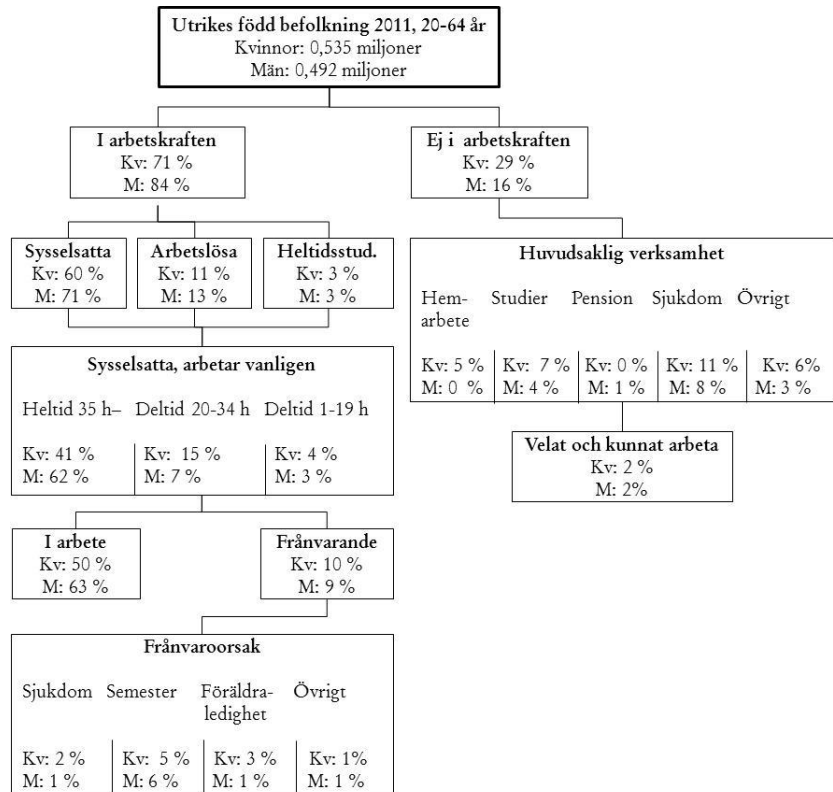 Utrikes född befolkning 2011, 20-64 år
Kvinnor: 0,535 miljoner
Män: 0,492 miljoner
I arbetskraften
Kv: 71 %
M: 84 %
Ej i arbetskraften
Kv: 29 %
M: 16 %
Sysselsatta
Kv: 60 %
M: 71 %
Arbetslösa
Kv: 11 %
M: 13 %
Heltidsstud.
Kv: 3 %
M: 3 %
Huvudsaklig verksamhet
Hem- Studier Pension Sjukdom Övrigt
arbete
Kv: 5 % Kv: 7 % Kv: 0 % Kv: 11 % Kv: 6%
M: 0 % M: 4 % M: 1 % M: 8 % M: 3 %
Sysselsatta, arbetar vanligen
Heltid 35 h– Deltid 20-34 h Deltid 1-19 h
Kv: 41 % Kv: 15 % Kv: 4 %
M: 62 % M: 7 % M: 3 %
Velat och kunnat arbeta
Kv: 2 %
M: 2%
I arbete
Kv: 50 %
M: 63 %
Frånvarande
Kv: 10 %
M: 9 %
Frånvaroorsak
Sjukdom Semester Föräldra-
ledighet Övrigt
Kv: 2 % Kv: 5 % Kv: 3 % Kv: 1%
M: 1 % M: 6 % M: 1 % M: 1 %